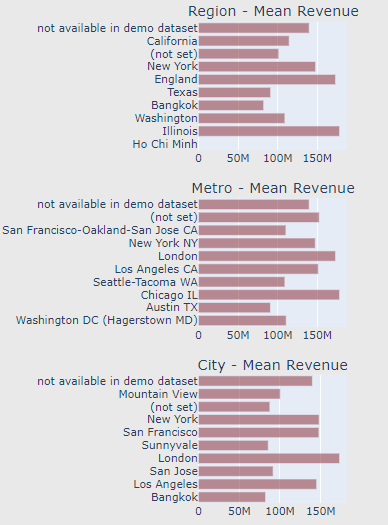 Region - Mean Revenue
not available in demo dataset
California
(not set)
New York
England
Texas
Bangkok
Washington
Illinois
Ho Chi Minh
0 50M 100M 150M
Metro - Mean Revenue
not available in demo dataset
(not set)
San Francisco-Oakland-San Jose CA
New York NY
London
Los Angeles CA
Seattle-Tacoma WA
Chicago IL
Austin TX
Washington DC (Hagerstown MD)
0 50M 100M 150M
City - Mean Revenue
not available in demo dataset
Mountain View
(not set)
New York
San Francisco
Sunnyvale
London
San Jose
Los Angeles
Bangkok
0 50M 100M 150M